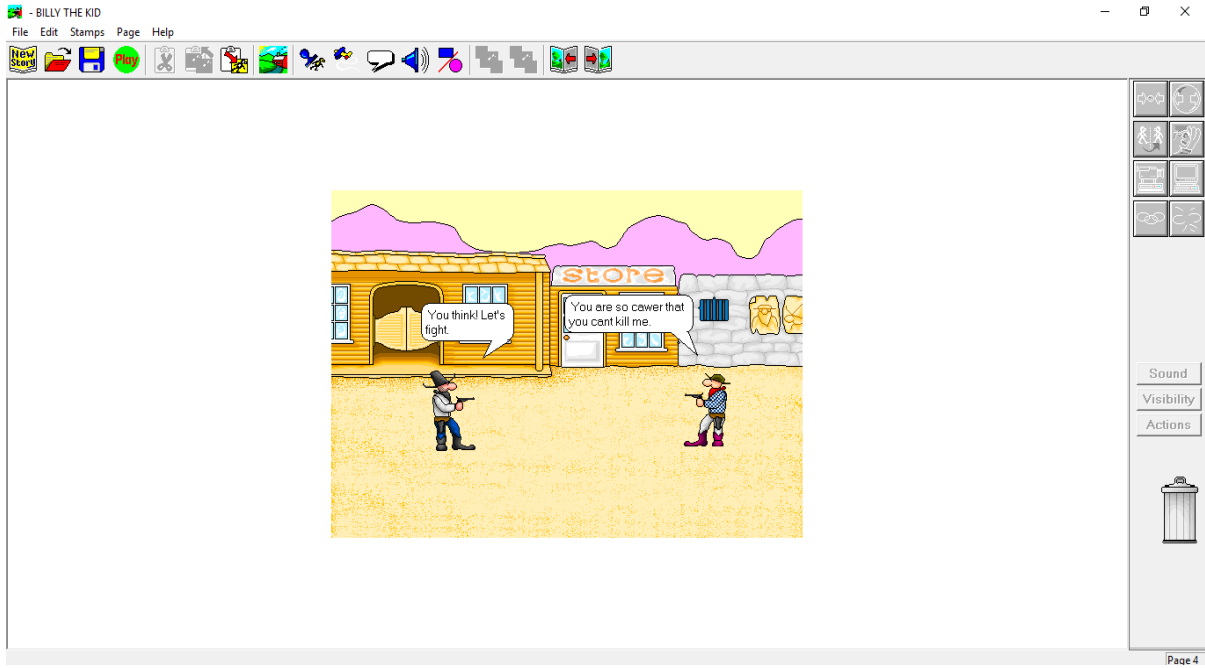 - BILLY THE KID
File Edit Stamps Page Help
New Story Play
store
You think! Let's
fight.
You are so cawer that
you cant kill me.
Sound
Visibility
Actions
Page 4